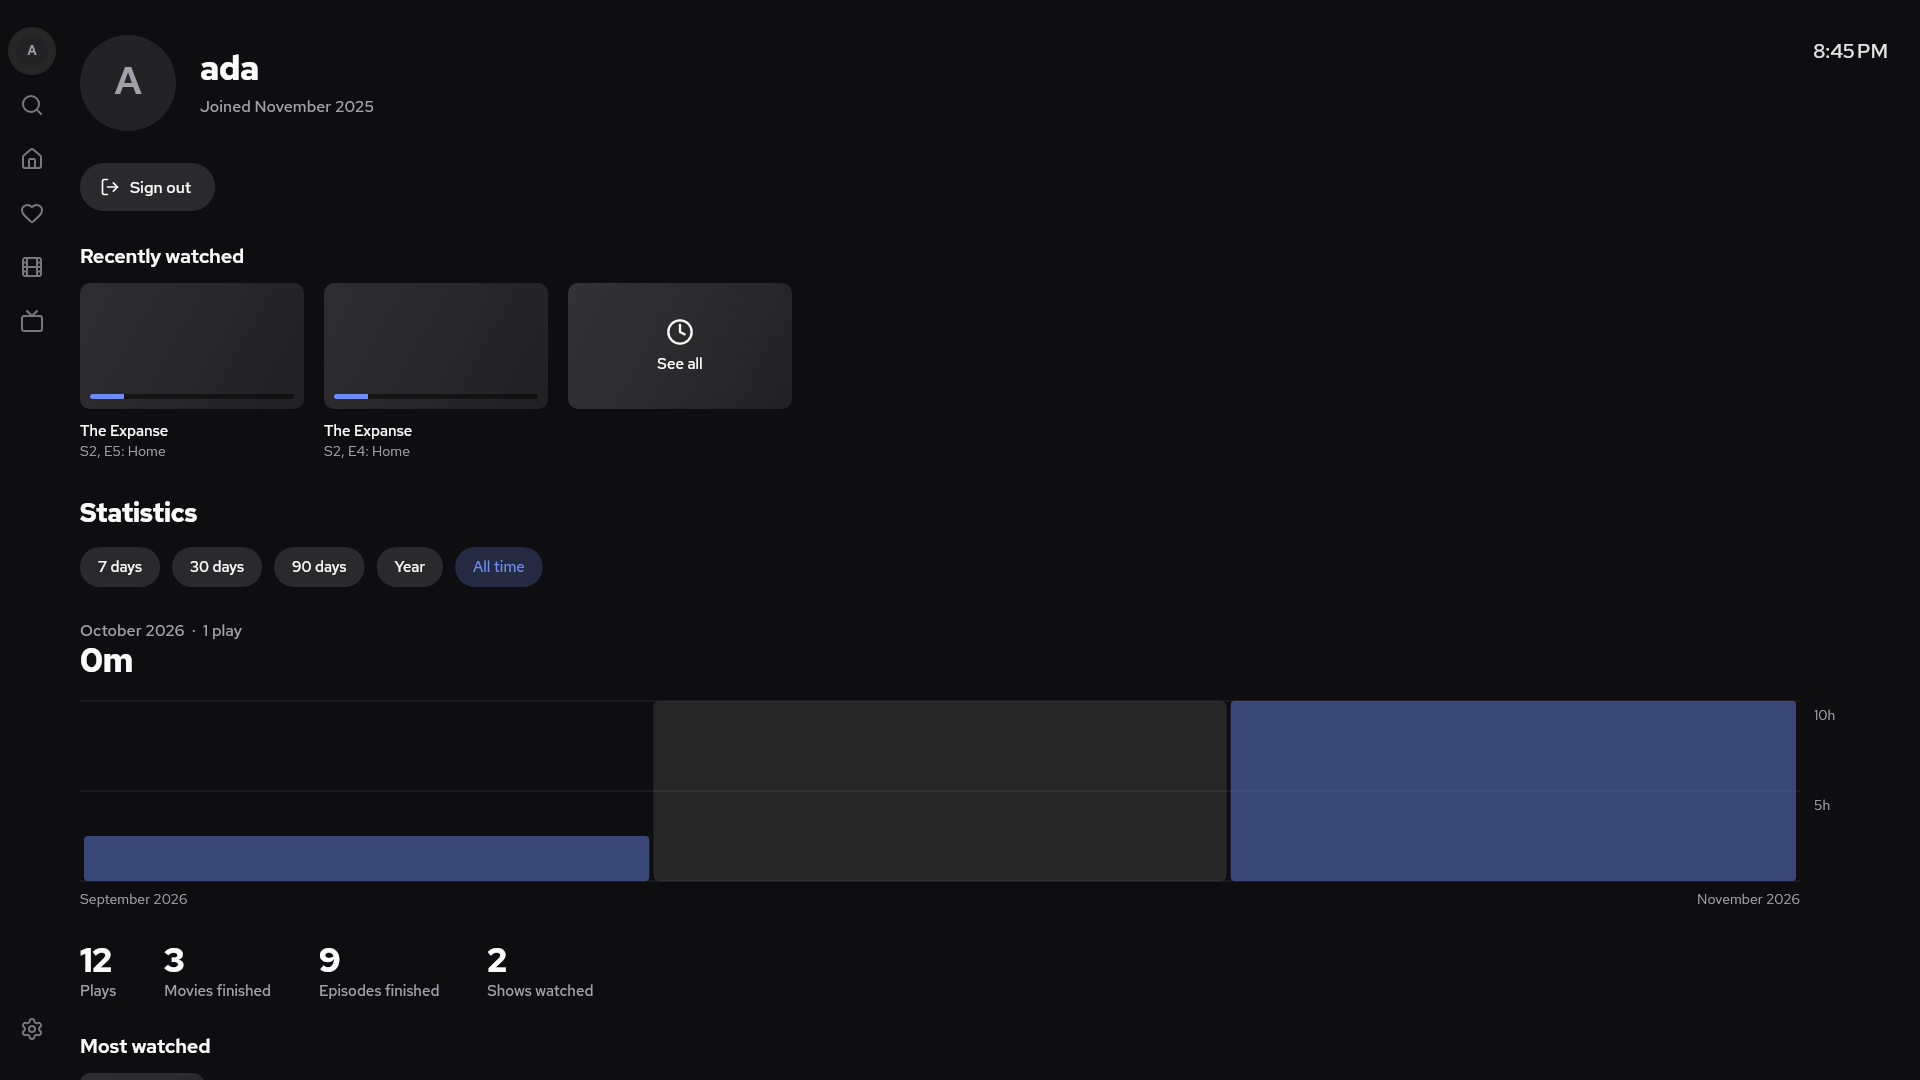 A
A
ada
Joined November 2025
8:45 PM
Sign out
Recently watched
See all
The Expanse
S2, E5: Home
The Expanse
S2, E4: Home
Statistics
7 days
30 days
90 days
Year
All time
October 2026 · 1 play
0m
10h
5h
September 2026
November 2026
12
Plays
3
Movies finished
9
Episodes finished
2
Shows watched
Most watched